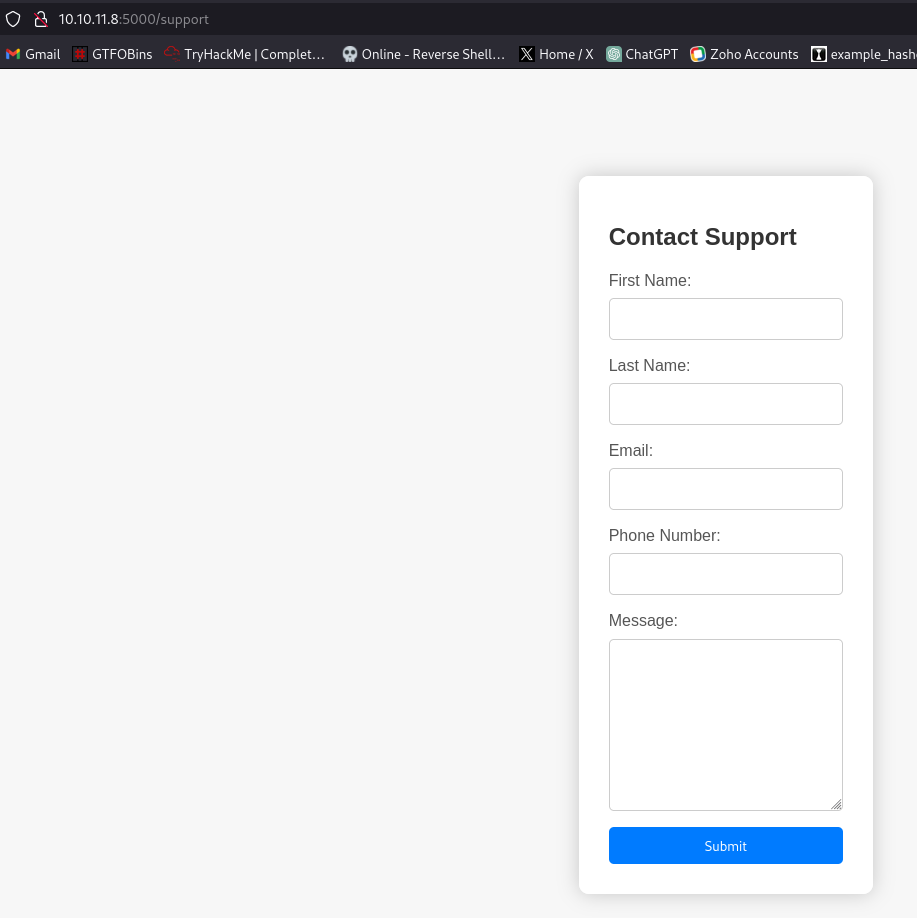 10.10.11.8:5000/support
Gmail GTFOBins TryHackMe | Complet… Online - Reverse Shell… Home / X ChatGPT Zoho Accounts example_hash
Contact Support
First Name:
Last Name:
Email:
Phone Number:
Message:
Submit